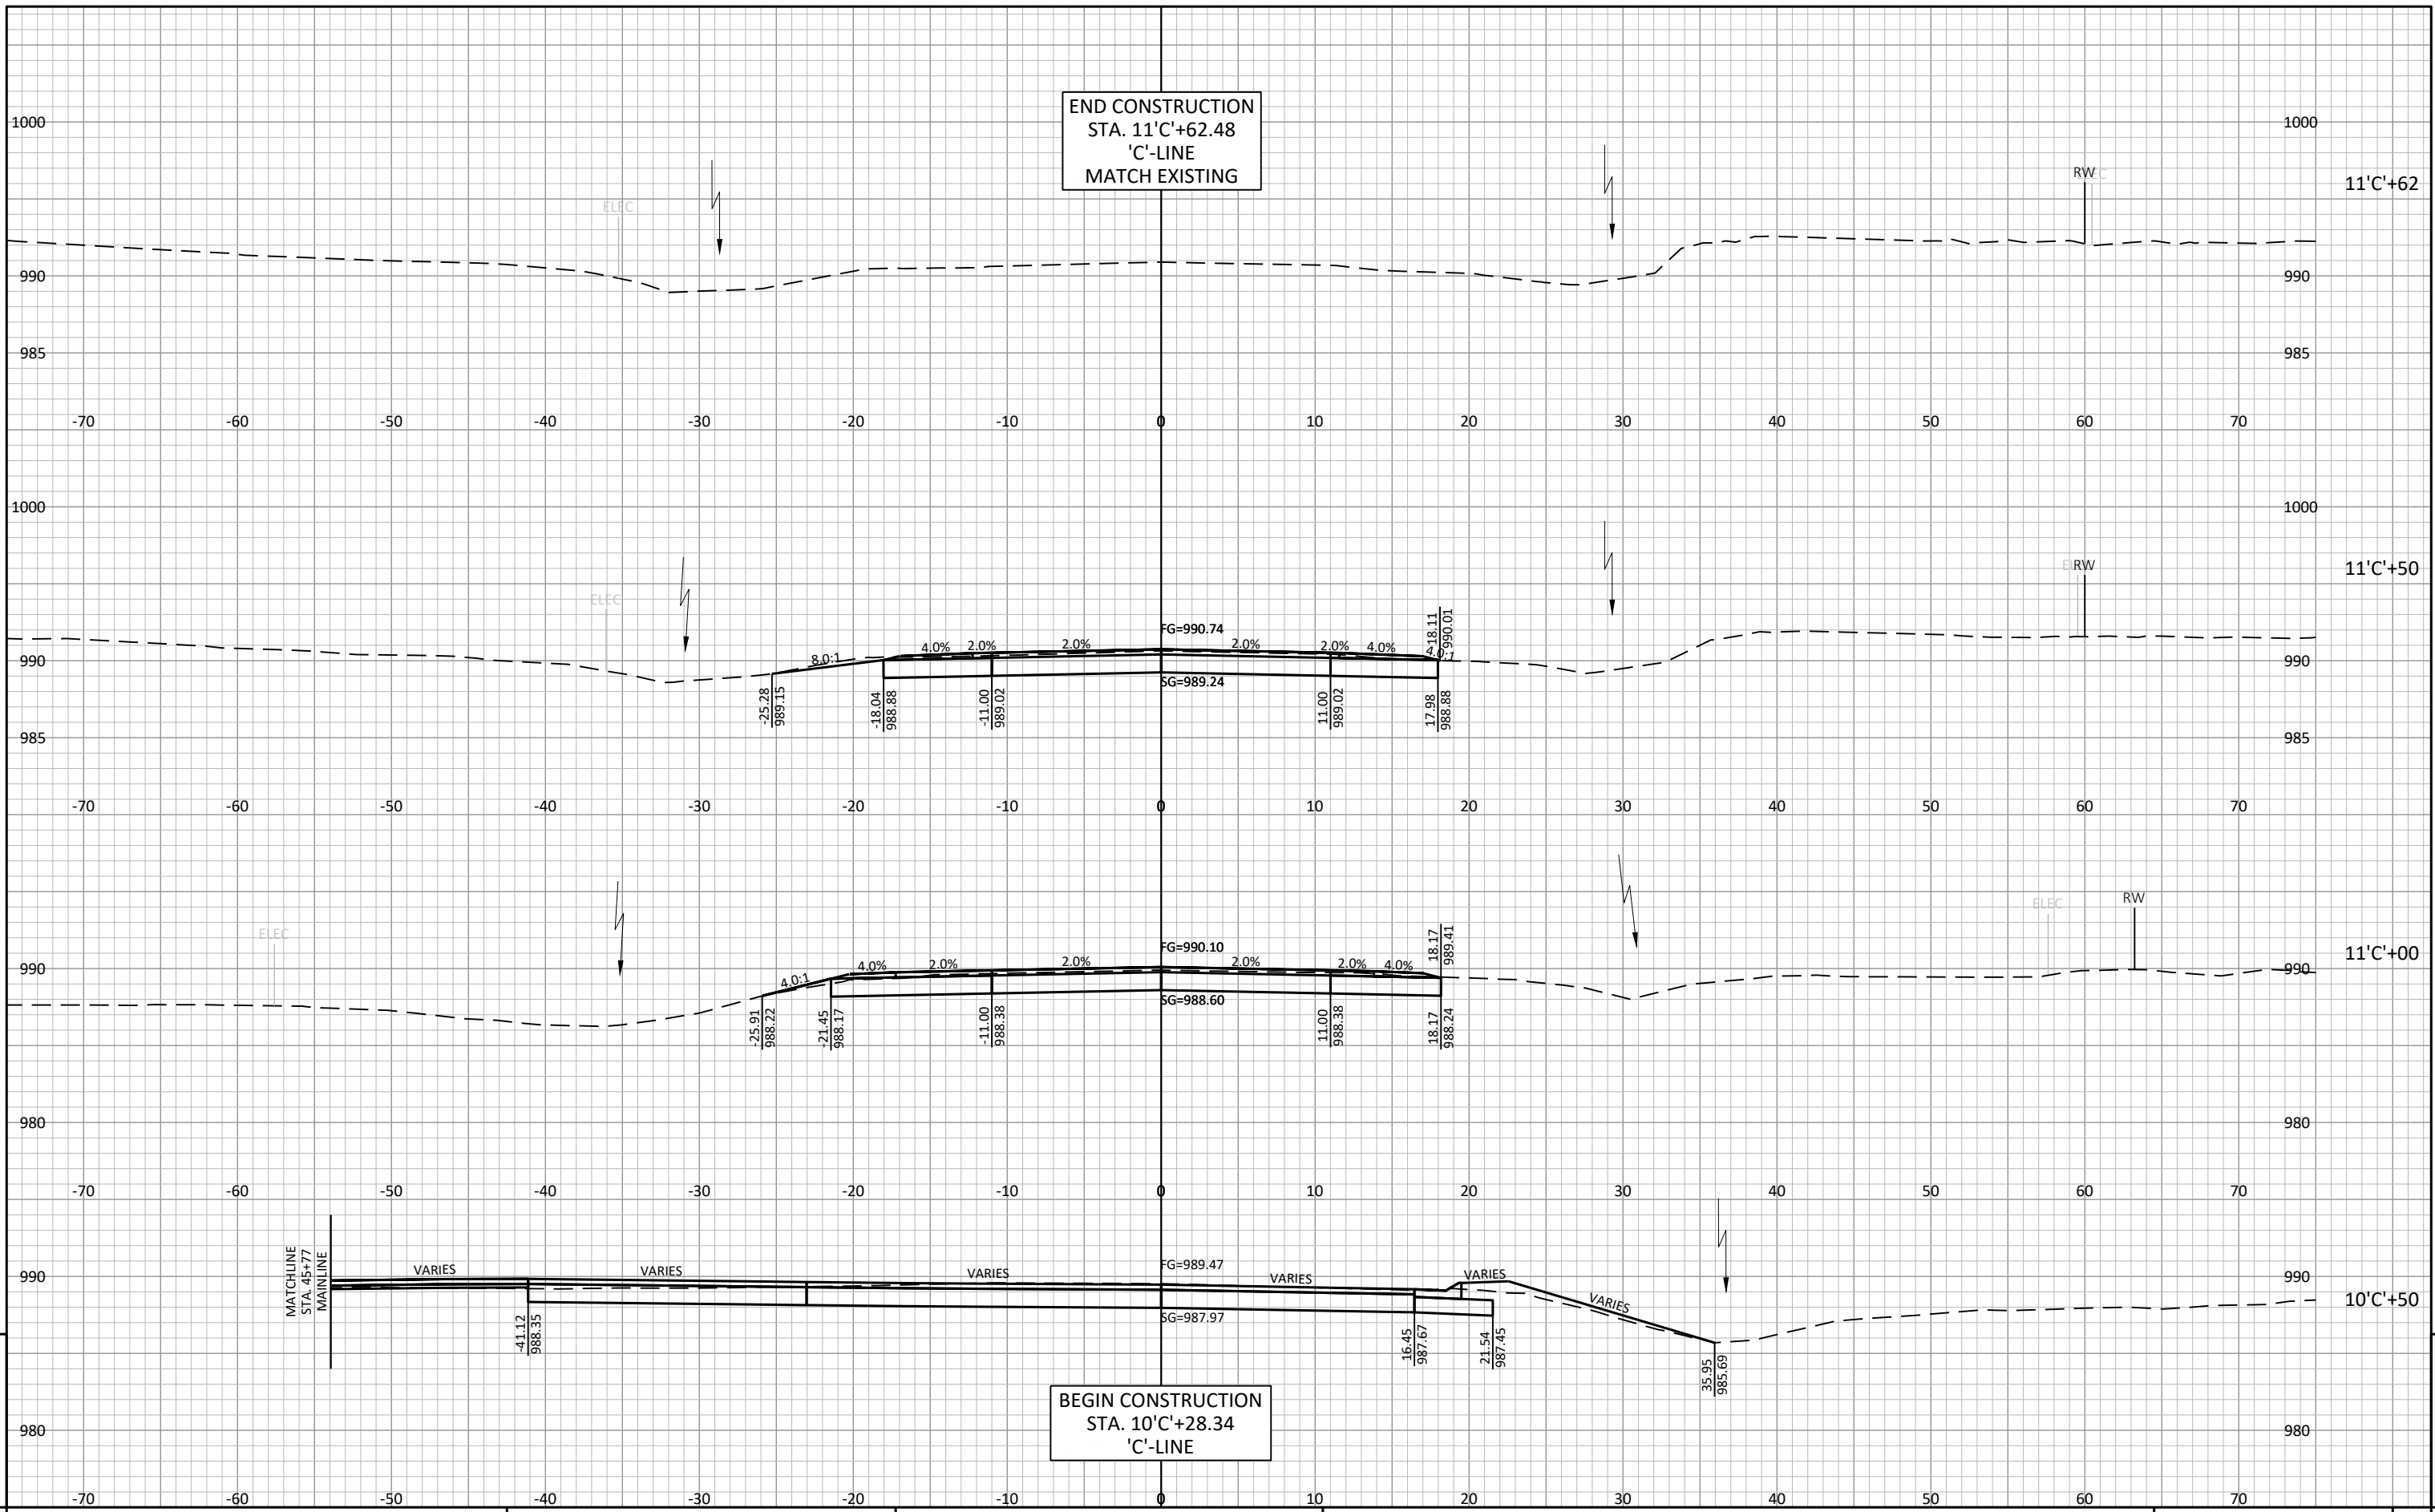 END CONSTRUCTION
STA. 11'C'+62.48
'C'-LINE
MATCH EXISTING
1000
1000
RW
ELEC
11'C'+62
ELEC
990
990
985
985
-70 -60 -50 -40 -30 -20 -10 0 10 20 30 40 50 60 70
1000
1000
ELEC
RW
11'C'+50
ELEC
FG=990.74
18.11
990.01
990
8.0:1
4.0%
2.0%
2.0%
2.0%
2.0%
4.0%
4.0:1
990
SG=989.24
-25.28
989.15
-18.04
988.88
-11.00
989.02
11.00
989.02
17.98
988.88
985
985
-70 -60 -50 -40 -30 -20 -10 0 10 20 30 40 50 60 70
ELEC
ELEC
RW
11'C'+00
FG=990.10
18.17
989.41
990
4.0:1
4.0%
2.0%
2.0%
2.0%
2.0%
4.0%
990
SG=988.60
-25.91
988.22
-21.45
988.17
-11.00
988.38
11.00
988.38
18.17
988.24
980
980
-70 -60 -50 -40 -30 -20 -10 0 10 20 30 40 50 60 70
MATCHLINE
STA. 45+77
MAINLINE
990
VARIES
VARIES
VARIES
FG=989.47
VARIES
VARIES
VARIES
990
10'C'+50
SG=987.97
-41.12
988.35
16.45
987.67
21.54
987.45
35.95
985.69
BEGIN CONSTRUCTION
STA. 10'C'+28.34
'C'-LINE
980
980
-70 -60 -50 -40 -30 -20 -10 0 10 20 30 40 50 60 70